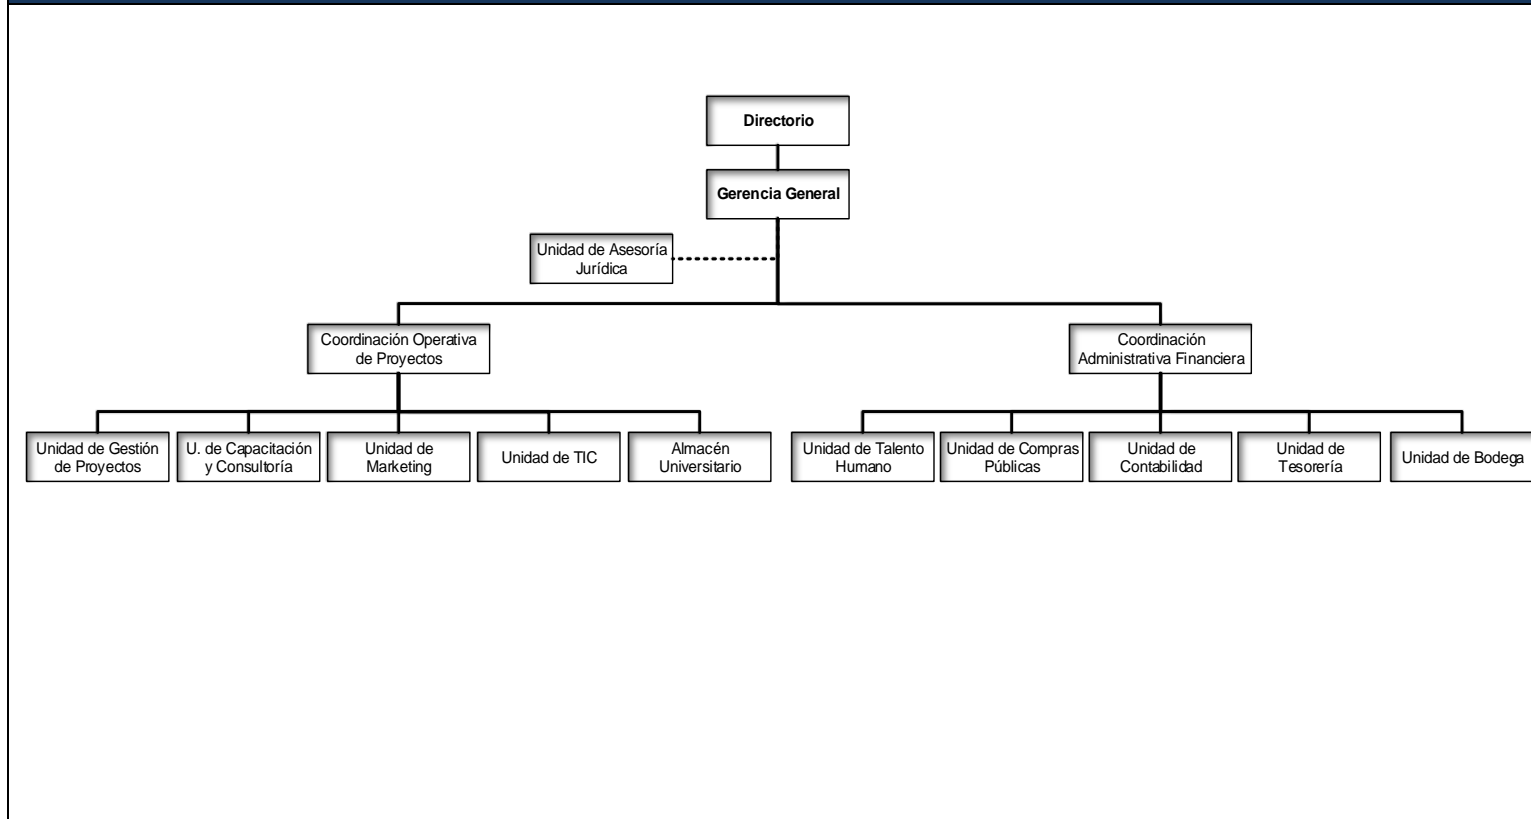 Directorio
Gerencia General
Unidad de Asesoría
Jurídica
Coordinación Operativa
de Proyectos
Coordinación
Administrativa Financiera
Unidad de Gestión
de Proyectos
U. de Capacitación
y Consultoría
Unidad de
Marketing
Unidad de TIC
Almacén
Universitario
Unidad de Talento
Humano
Unidad de Compras
Públicas
Unidad de
Contabilidad
Unidad de
Tesorería
Unidad de Bodega